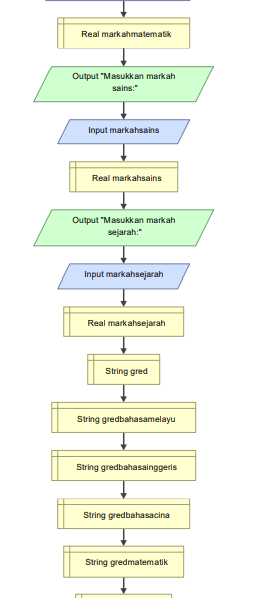 Real markahmatematik
Output "Masukkan markah
sains:"
Input markahsains
Real markahsains
Output "Masukkan markah
sejarah:"
Input markahsejarah
Real markahsejarah
String gred
String gredbahasamelayu
String gredbahasainggeris
String gredbahasacina
String gredmatematik